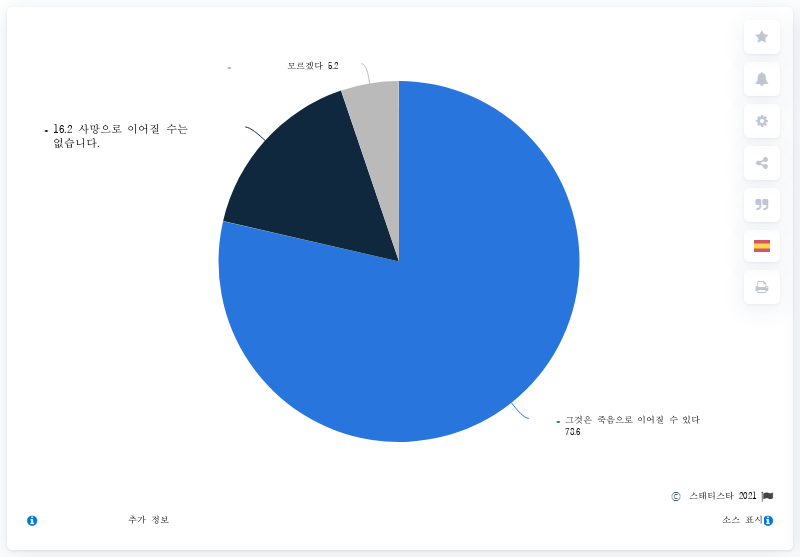 모르겠다 5.2
- 16.2 사망으로 이어질 수는
없습니다.
- 그것은 죽음으로 이어질 수 있다
78.6
© 스태티스타 2021
추가 정보
소스 표시